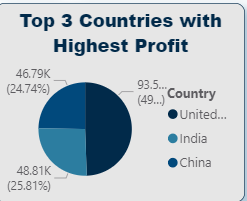 Top 3 Countries with
Highest Profit
46.79K
(24.74%)
93.5...
(49...)
Country
United...
India
China
48.81K
(25.81%)